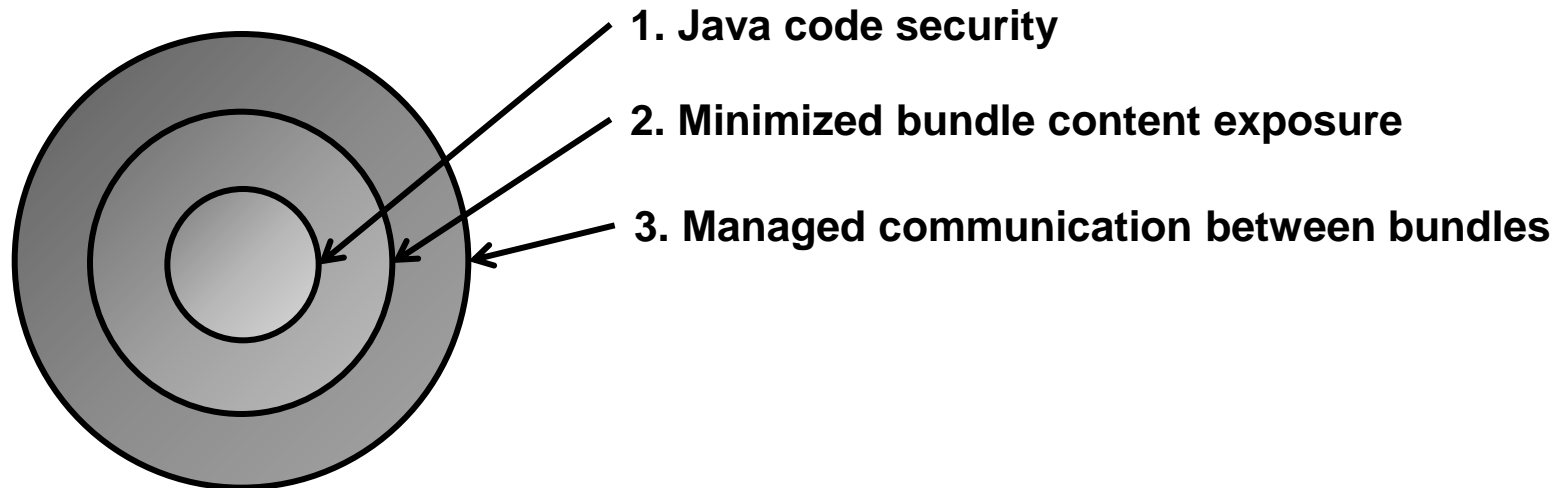 1. Java code security
2. Minimized bundle content exposure
3. Managed communication between bundles